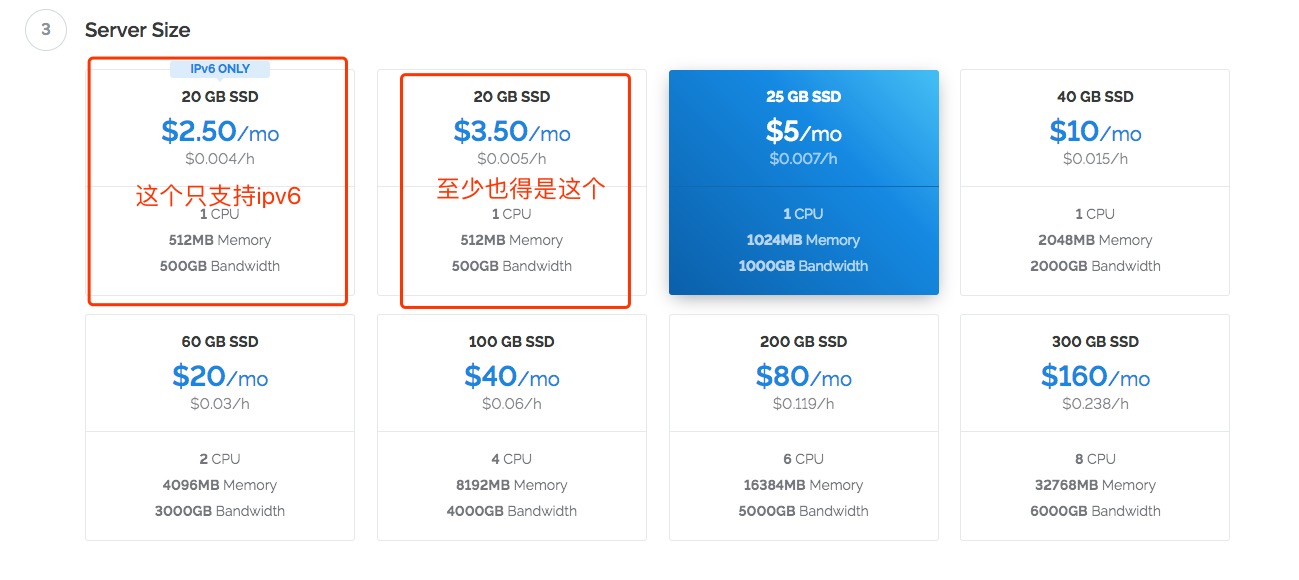 3
Server Size
IPv6 ONLY
20 GB SSD
$2.50/mo
$0.004/h
这个只支持ipv6
1 CPU
512MB Memory
500GB Bandwidth
20 GB SSD
$3.50/mo
$0.005/h
至少也得是这个
1 CPU
512MB Memory
500GB Bandwidth
25 GB SSD
$5/mo
$0.007/h
1 CPU
1024MB Memory
1000GB Bandwidth
40 GB SSD
$10/mo
$0.015/h
1 CPU
2048MB Memory
2000GB Bandwidth
60 GB SSD
$20/mo
$0.03/h
2 CPU
4096MB Memory
3000GB Bandwidth
100 GB SSD
$40/mo
$0.06/h
4 CPU
8192MB Memory
4000GB Bandwidth
200 GB SSD
$80/mo
$0.119/h
6 CPU
16384MB Memory
5000GB Bandwidth
300 GB SSD
$160/mo
$0.238/h
8 CPU
32768MB Memory
6000GB Bandwidth